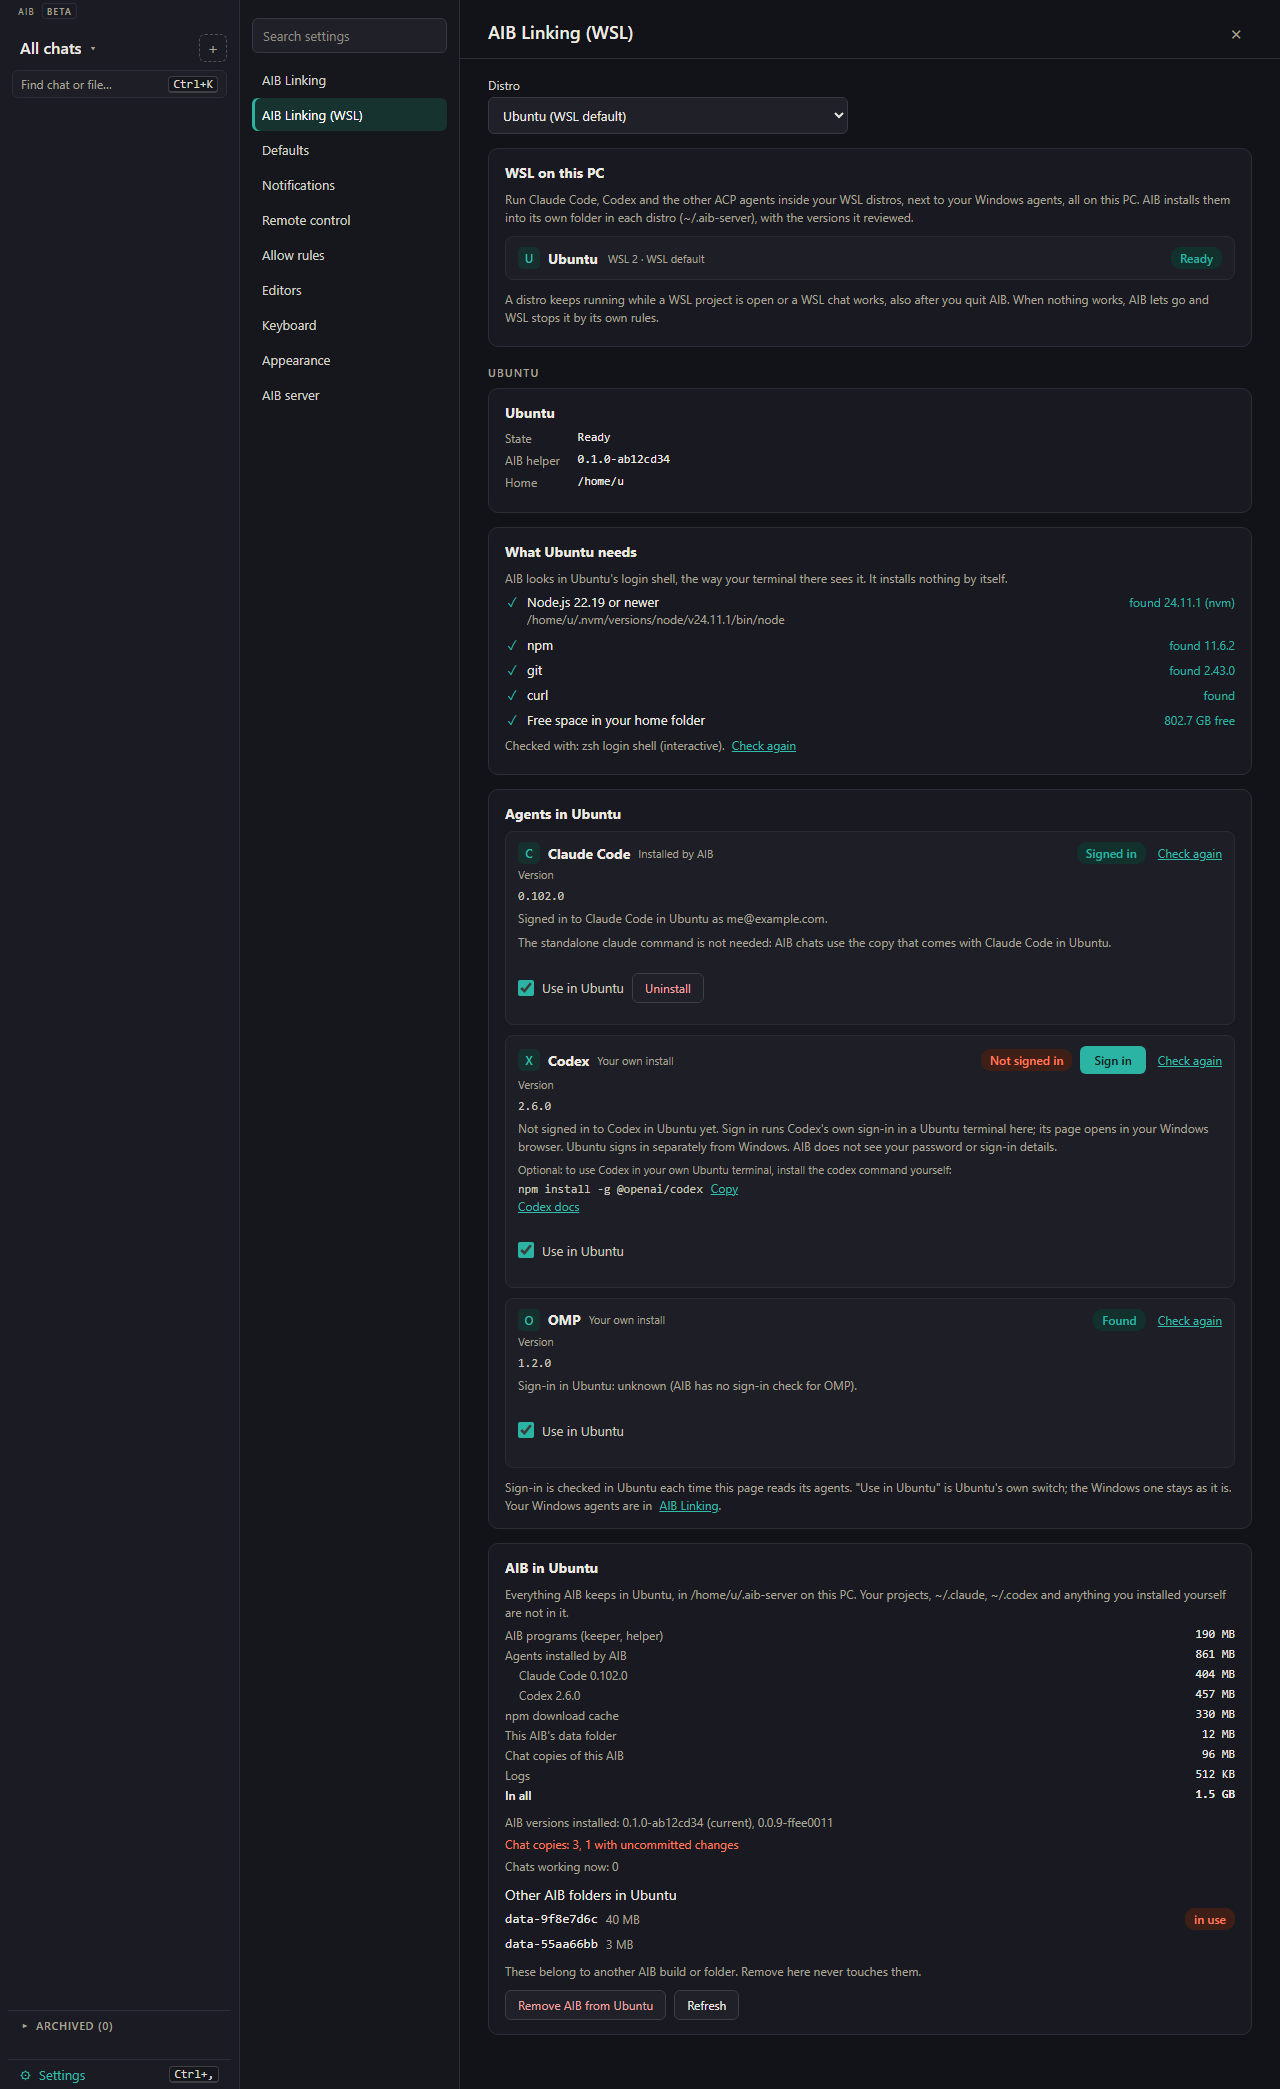 AIB BETA
All chats
+
Find chat or file... Ctrl+K
ARCHIVED (0)
Settings Ctrl+,
Search settings
AIB Linking
AIB Linking (WSL)
Defaults
Notifications
Remote control
Allow rules
Editors
Keyboard
Appearance
AIB server
AIB Linking (WSL)
×
Distro
Ubuntu (WSL default)
WSL on this PC
Run Claude Code, Codex and the other ACP agents inside your WSL distros, next to your Windows agents, all on this PC. AIB installs them
into its own folder in each distro (~/.aib-server), with the versions it reviewed.
U Ubuntu WSL 2 · WSL default Ready
A distro keeps running while a WSL project is open or a WSL chat works, also after you quit AIB. When nothing works, AIB lets go and
WSL stops it by its own rules.
UBUNTU
Ubuntu
State Ready
AIB helper 0.1.0-ab12cd34
Home /home/u
What Ubuntu needs
AIB looks in Ubuntu's login shell, the way your terminal there sees it. It installs nothing by itself.
✓ Node.js 22.19 or newer found 24.11.1 (nvm)
/home/u/.nvm/versions/node/v24.11.1/bin/node
✓ npm found 11.6.2
✓ git found 2.43.0
✓ curl found
✓ Free space in your home folder 802.7 GB free
Checked with: zsh login shell (interactive). Check again
Agents in Ubuntu
C Claude Code Installed by AIB Signed in Check again
Version
0.102.0
Signed in to Claude Code in Ubuntu as me@example.com.
The standalone claude command is not needed: AIB chats use the copy that comes with Claude Code in Ubuntu.
Use in Ubuntu Uninstall
X Codex Your own install Not signed in Sign in Check again
Version
2.6.0
Not signed in to Codex in Ubuntu yet. Sign in runs Codex's own sign-in in a Ubuntu terminal here; its page opens in your Windows
browser. Ubuntu signs in separately from Windows. AIB does not see your password or sign-in details.
Optional: to use Codex in your own Ubuntu terminal, install the codex command yourself:
npm install -g @openai/codex Copy
Codex docs
Use in Ubuntu
O OMP Your own install Found Check again
Version
1.2.0
Sign-in in Ubuntu: unknown (AIB has no sign-in check for OMP).
Use in Ubuntu
Sign-in is checked in Ubuntu each time this page reads its agents. "Use in Ubuntu" is Ubuntu's own switch; the Windows one stays as it is.
Your Windows agents are in AIB Linking.
AIB in Ubuntu
Everything AIB keeps in Ubuntu, in /home/u/.aib-server on this PC. Your projects, ~/.claude, ~/.codex and anything you installed yourself
are not in it.
AIB programs (keeper, helper) 190 MB
Agents installed by AIB 861 MB
Claude Code 0.102.0 404 MB
Codex 2.6.0 457 MB
npm download cache 330 MB
This AIB's data folder 12 MB
Chat copies of this AIB 96 MB
Logs 512 KB
In all 1.5 GB
AIB versions installed: 0.1.0-ab12cd34 (current), 0.0.9-ffee0011
Chat copies: 3, 1 with uncommitted changes
Chats working now: 0
Other AIB folders in Ubuntu
data-9f8e7d6c 40 MB in use
data-55aa66bb 3 MB
These belong to another AIB build or folder. Remove here never touches them.
Remove AIB from Ubuntu Refresh